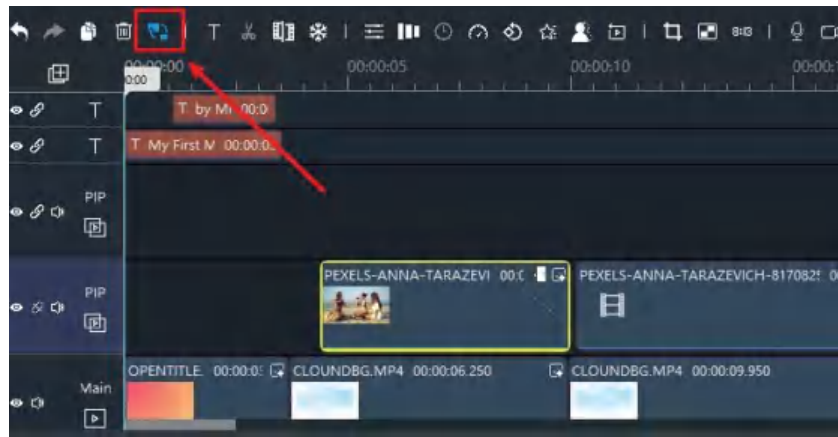 00:00:00 00:00:05 00:00:10
0:00
T by M 00:0
T
T My First M 00:00:0
T
PIP
PEXELS-ANNA-TARAZEVI 00:0 PEXELS-ANNA-TARAZEVICH-817082
PIP
OPENTITLE. 00:00:0 CLOUNDBG.MP4 00:00:06.250 CLOUNDBG.MP4 00:00:09.950
Main